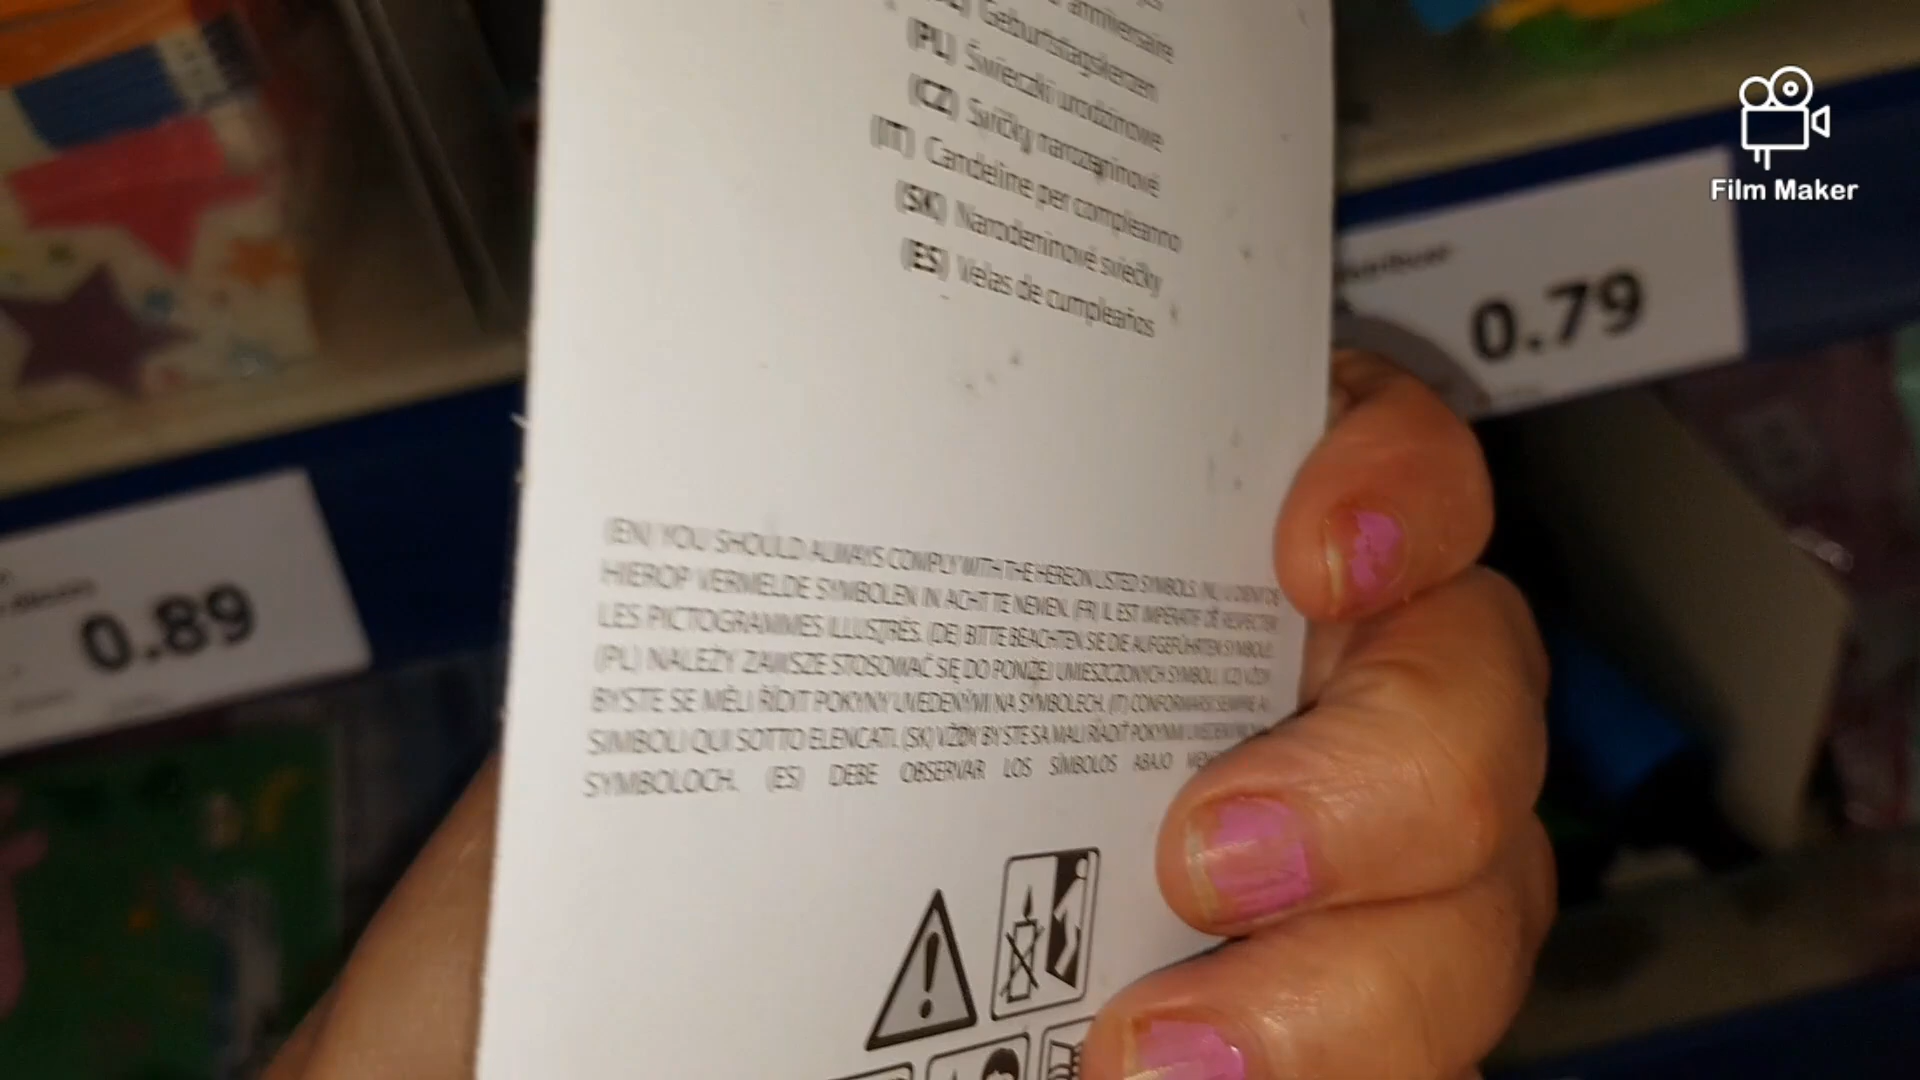 d'anniversaire
Geburtstagskerzen
(PL) Świeczki urodzinowe
(CZ) Svíčky narozeninové
(IT) Candeline per compleanno
(SK) Narodeninové sviečky
(ES) Velas de cumpleaños
Film Maker
0.79
0.89
(EN) YOU SHOULD ALWAYS COMPLY WITH THE HEREON LISTED SYMBOLS. (NL) U DIENT DE
HIEROP VERMELDE SYMBOLEN IN ACHT TE NEMEN. (FR) IL EST IMPÉRATIF DE RESPECTER
LES PICTOGRAMMES ILLUSTRÉS. (DE) BITTE BEACHTEN SIE DIE AUFGEFÜHRTEN SYMBOLE.
(PL) NALEŻY ZAWSZE STOSOWAĆ SIĘ DO PONIŻEJ UMIESZCZONYCH SYMBOLI. (CZ) VŽDY
BYSTE SE MĚLI ŘÍDIT POKYNY UVEDENÝMI NA SYMBOLECH. (IT) CONFORMARSI SEMPRE AI
SIMBOLI QUI SOTTO ELENCATI. (SK) VŽDY BY STE SA MALI RIADIŤ POKYNMI
SYMBOLOCH. (ES) DEBE OBSERVAR LOS SÍMBOLOS ABAJO